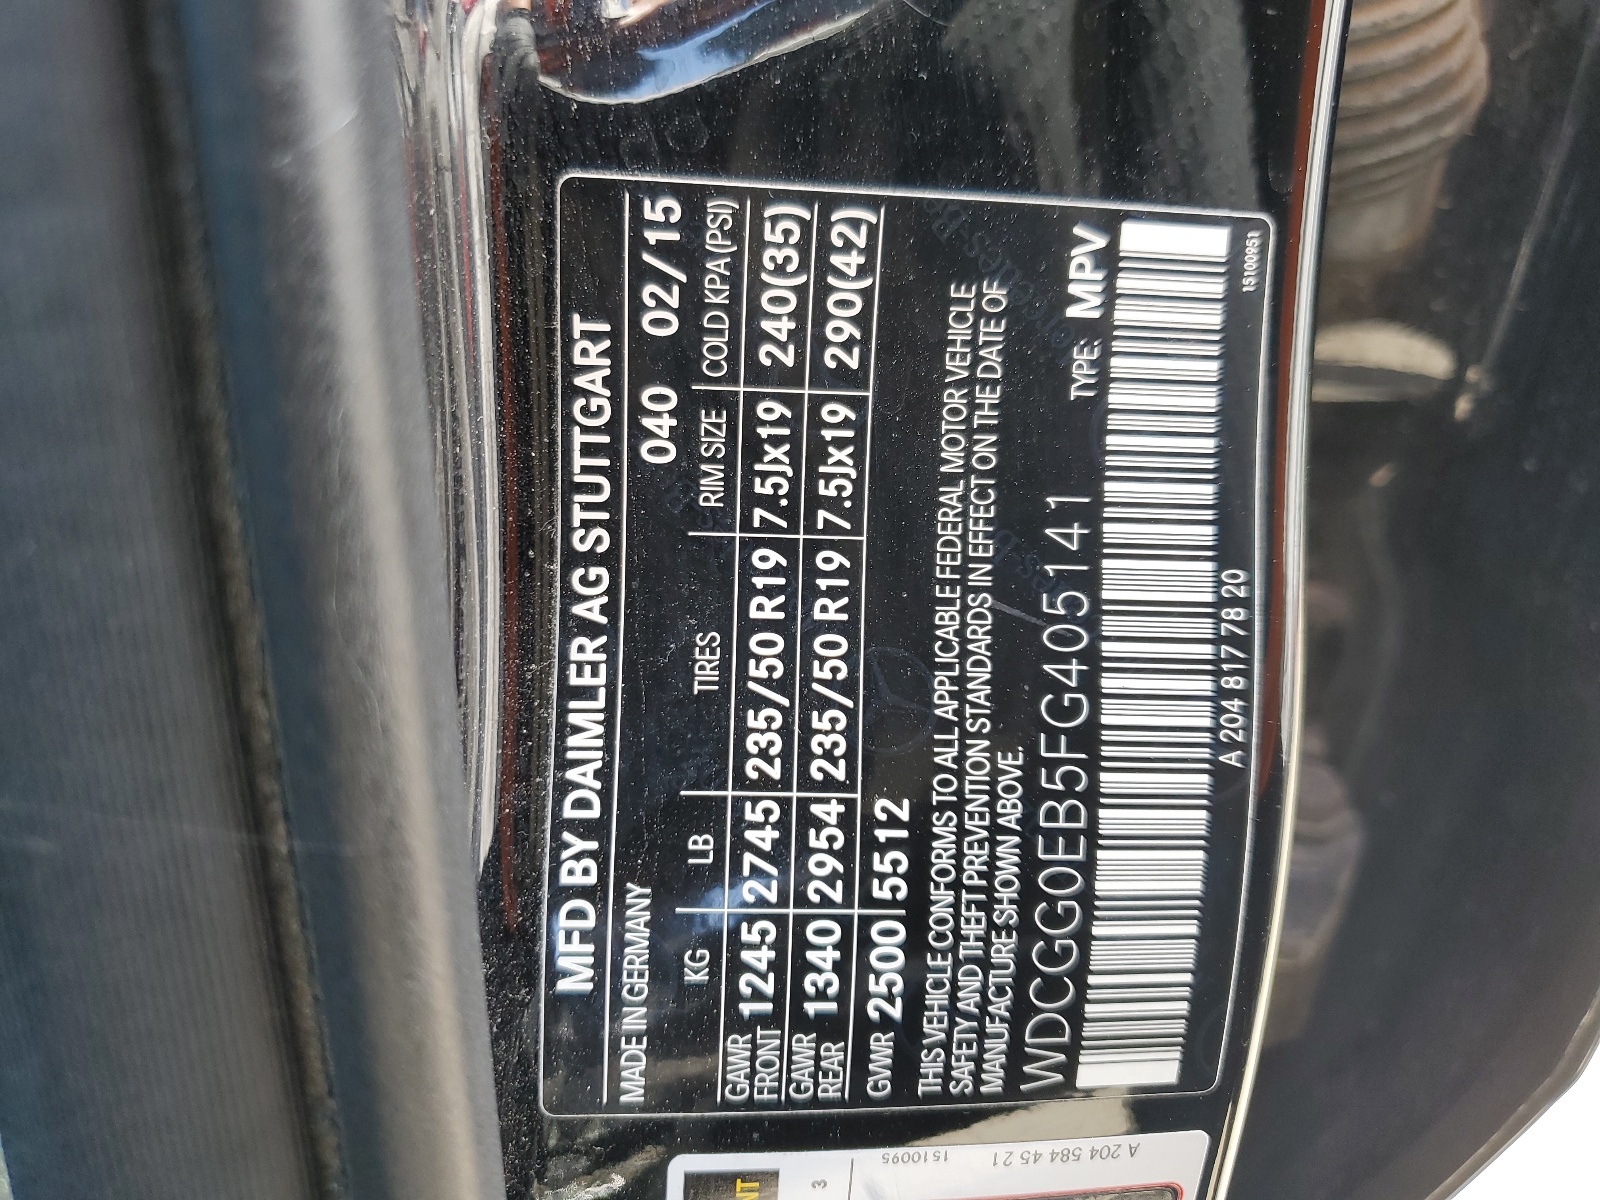 MFD BY DAIMLER AG STUTTGART
MADE IN GERMANY 040 02/15
KG LB TIRES RIM SIZE COLD KPA(PSI)
GAWR FRONT 1245 2745 235/50 R19 7.5Jx19 240(35)
GAWR REAR 1340 2954 235/50 R19 7.5Jx19 290(42)
GVWR 2500 5512
THIS VEHICLE CONFORMS TO ALL APPLICABLE FEDERAL MOTOR VEHICLE
SAFETY AND THEFT PREVENTION STANDARDS IN EFFECT ON THE DATE OF
MANUFACTURE SHOWN ABOVE.
WDCGG0EB5FG405141 TYPE: MPV
A 204 817 78 20
15100951
A 204 584 45 21
1510095
3
NT